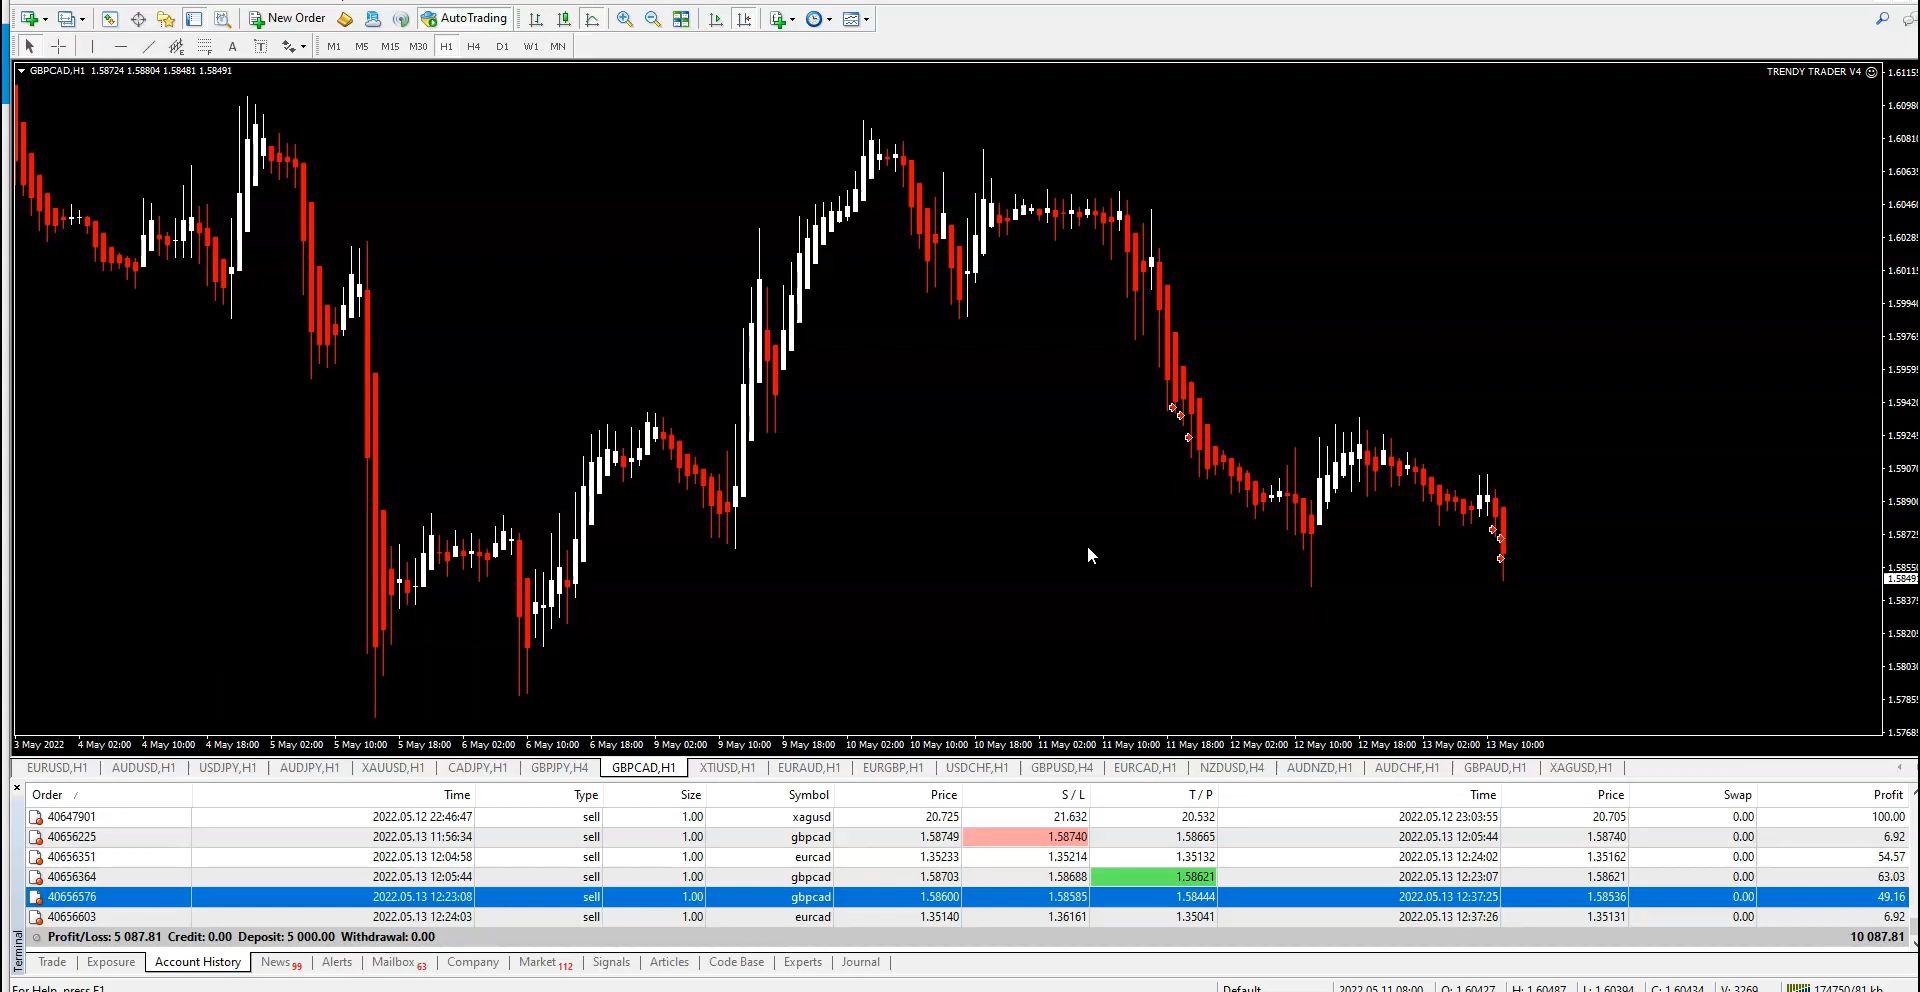 New Order AutoTrading
A T M1 M5 M15 M30 H1 H4 D1 W1 MN
GBPCAD,H1 1.58724 1.58804 1.58481 1.58491
TRENDY TRADER V4
1.61155
1.60980
1.60810
1.60635
1.60460
1.60285
1.60115
1.59940
1.59765
1.59595
1.59420
1.59245
1.59070
1.58900
1.58725
1.58550
1.58491
1.58375
1.58205
1.58030
1.57855
1.57685
3 May 2022 4 May 02:00 4 May 10:00 4 May 18:00 5 May 02:00 5 May 10:00 5 May 18:00 6 May 02:00 6 May 10:00 6 May 18:00 9 May 02:00 9 May 10:00 9 May 18:00 10 May 02:00 10 May 10:00 10 May 18:00 11 May 02:00 11 May 10:00 11 May 18:00 12 May 02:00 12 May 10:00 12 May 18:00 13 May 02:00 13 May 10:00
EURUSD,H1 AUDUSD,H1 USDJPY,H1 AUDJPY,H1 XAUUSD,H1 CADJPY,H1 GBPJPY,H4 GBPCAD,H1 XTIUSD,H1 EURAUD,H1 EURGBP,H1 USDCHF,H1 GBPUSD,H4 EURCAD,H1 NZDUSD,H4 AUDNZD,H1 AUDCHF,H1 GBPAUD,H1 XAGUSD,H1
Order / Time Type Size Symbol Price S / L T / P Time Price Swap Profit
40647901 2022.05.12 22:46:47 sell 1.00 xagusd 20.725 21.632 20.532 2022.05.12 23:03:55 20.705 0.00 100.00
40656225 2022.05.13 11:56:34 sell 1.00 gbpcad 1.58749 1.58740 1.58665 2022.05.13 12:05:44 1.58740 0.00 6.92
40656351 2022.05.13 12:04:58 sell 1.00 eurcad 1.35233 1.35214 1.35132 2022.05.13 12:24:02 1.35162 0.00 54.57
40656364 2022.05.13 12:05:44 sell 1.00 gbpcad 1.58703 1.58688 1.58621 2022.05.13 12:23:07 1.58621 0.00 63.03
40656576 2022.05.13 12:23:08 sell 1.00 gbpcad 1.58600 1.58585 1.58444 2022.05.13 12:37:25 1.58536 0.00 49.16
40656603 2022.05.13 12:24:03 sell 1.00 eurcad 1.35140 1.36161 1.35041 2022.05.13 12:37:26 1.35131 0.00 6.92
Profit/Loss: 5 087.81 Credit: 0.00 Deposit: 5 000.00 Withdrawal: 0.00 10 087.81
Terminal
Trade Exposure Account History News 99 Alerts Mailbox 63 Company Market 112 Signals Articles Code Base Experts Journal
For Help, press F1 Default 2022.05.11 08:00 O: 1.60427 H: 1.60487 L: 1.60394 C: 1.60434 V: 3269 174750/81 kb